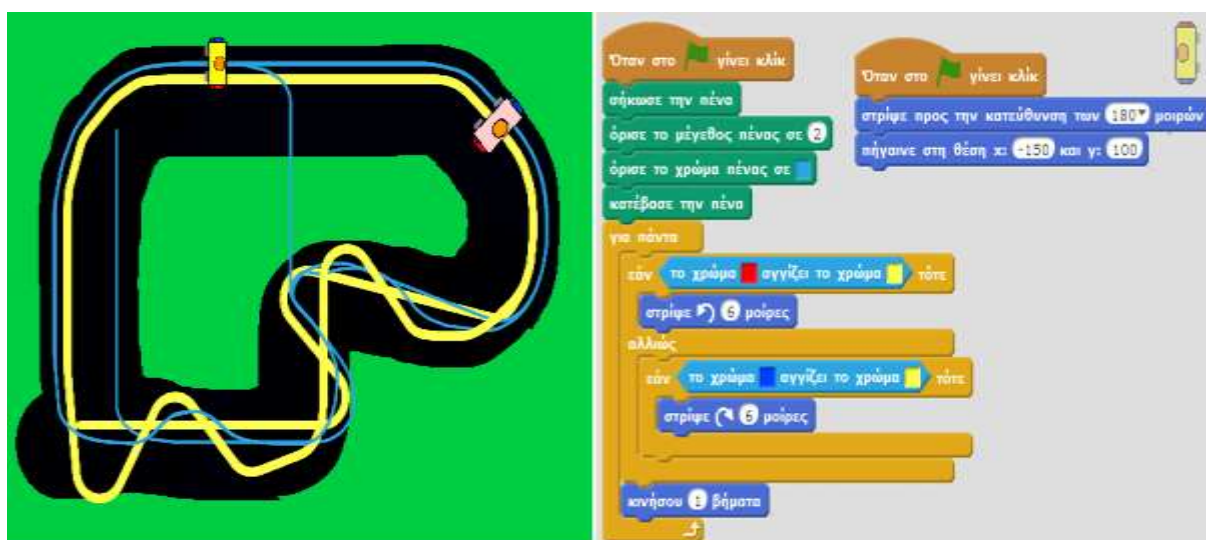 Όταν στο γίνει κλικ
σήκωσε την πένα
όρισε το μέγεθος πένας σε 2
όρισε το χρώμα πένας σε
κατέβασε την πένα
για πάντα
εάν το χρώμα αγγίζει το χρώμα τότε
στρίψε 6 μοίρες
αλλιώς
εάν το χρώμα αγγίζει το χρώμα τότε
στρίψε 6 μοίρες
κινήσου 1 βήματα
Όταν στο γίνει κλικ
στρίψε προς την κατεύθυνση των 180 μοιρών
πήγαινε στη θέση x: -150 και y: 100